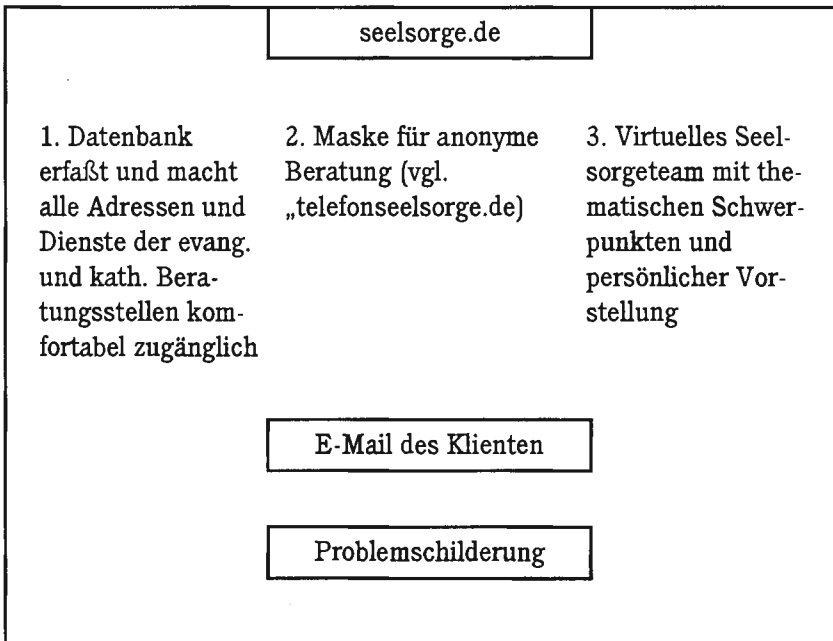 seelsorge.de
1. Datenbank
erfaßt und macht
alle Adressen und
Dienste der evang.
und kath. Bera-
tungsstellen kom-
fortabel zugänglich
2. Maske für anonyme
Beratung (vgl.
„telefonseelsorge.de)
3. Virtuelles Seel-
sorgeteam mit the-
matischen Schwer-
punkten und
persönlicher Vor-
stellung
E-Mail des Klienten
Problemschilderung